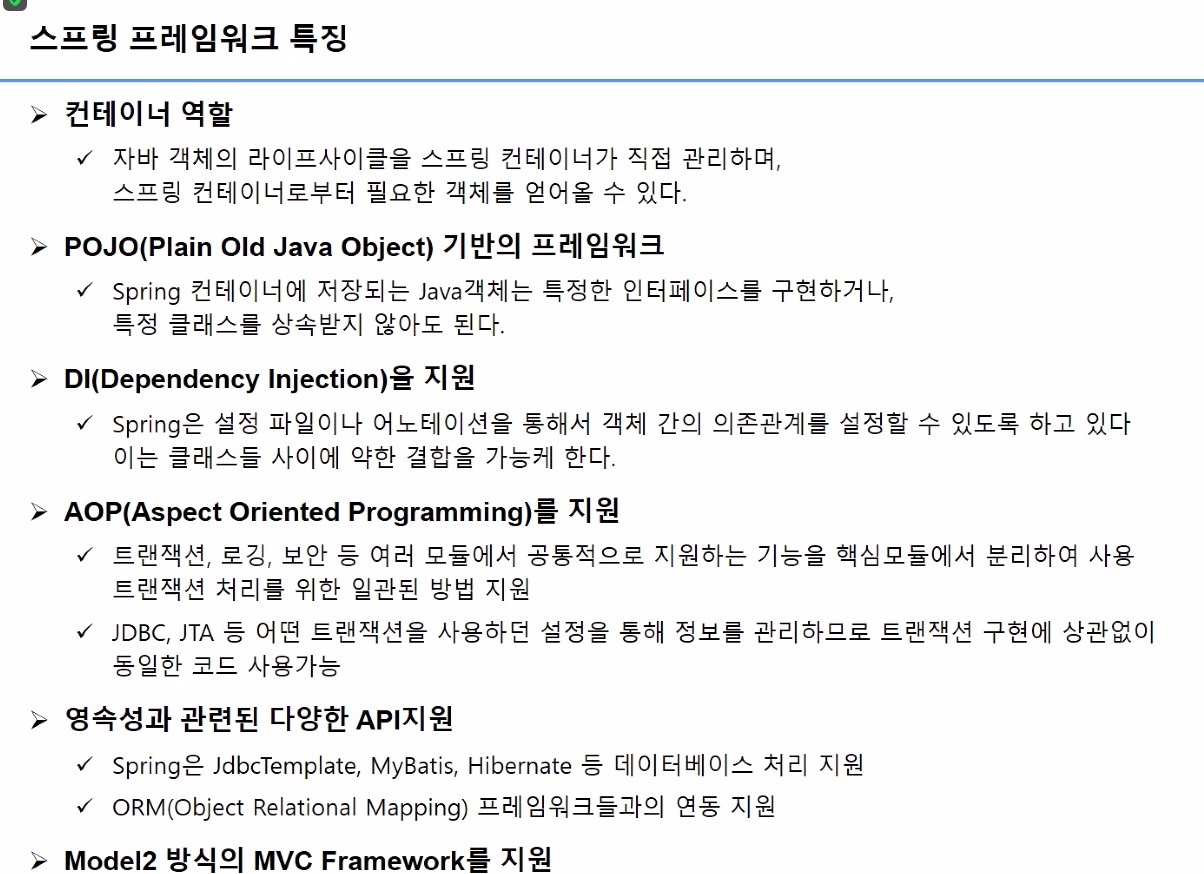 스프링 프레임워크 특징
➢ 컨테이너 역할
✓ 자바 객체의 라이프사이클을 스프링 컨테이너가 직접 관리하며,
스프링 컨테이너로부터 필요한 객체를 얻어올 수 있다.
➢ POJO(Plain Old Java Object) 기반의 프레임워크
✓ Spring 컨테이너에 저장되는 Java객체는 특정한 인터페이스를 구현하거나,
특정 클래스를 상속받지 않아도 된다.
➢ DI(Dependency Injection)을 지원
✓ Spring은 설정 파일이나 어노테이션을 통해서 객체 간의 의존관계를 설정할 수 있도록 하고 있다
이는 클래스들 사이에 약한 결합을 가능케 한다.
➢ AOP(Aspect Oriented Programming)를 지원
✓ 트랜잭션, 로깅, 보안 등 여러 모듈에서 공통적으로 지원하는 기능을 핵심모듈에서 분리하여 사용
트랜잭션 처리를 위한 일관된 방법 지원
✓ JDBC, JTA 등 어떤 트랜잭션을 사용하던 설정을 통해 정보를 관리하므로 트랜잭션 구현에 상관없이
동일한 코드 사용가능
➢ 영속성과 관련된 다양한 API지원
✓ Spring은 JdbcTemplate, MyBatis, Hibernate 등 데이터베이스 처리 지원
✓ ORM(Object Relational Mapping) 프레임워크들과의 연동 지원
➢ Model2 방식의 MVC Framework를 지원